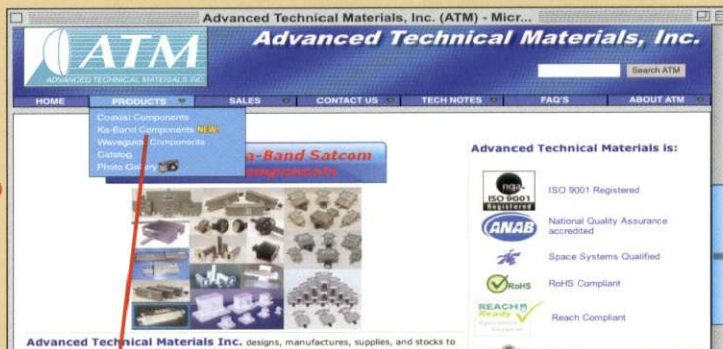 Advanced Technical Materials, Inc. (ATM) - Micr...
ATM
ADVANCED TECHNICAL MATERIALS INC.
Advanced Technical Materials, Inc.
Search ATM
HOME PRODUCTS SALES CONTACT US TECH NOTES FAQ'S ABOUT ATM
Coaxial Components
Ka-Band Components NEW!
Waveguide Components
Catalog
Photo Gallery
a-Band Satcom
omponents
Advanced Technical Materials is:
nqa.
ISO 9001
Registered
ISO 9001 Registered
ANAB
National Quality Assurance
accredited
Space Systems Qualified
RoHS
RoHS Compliant
REACH
Ready
Reach Compliant
Advanced Technical Materials Inc. designs, manufactures, supplies, and stocks to